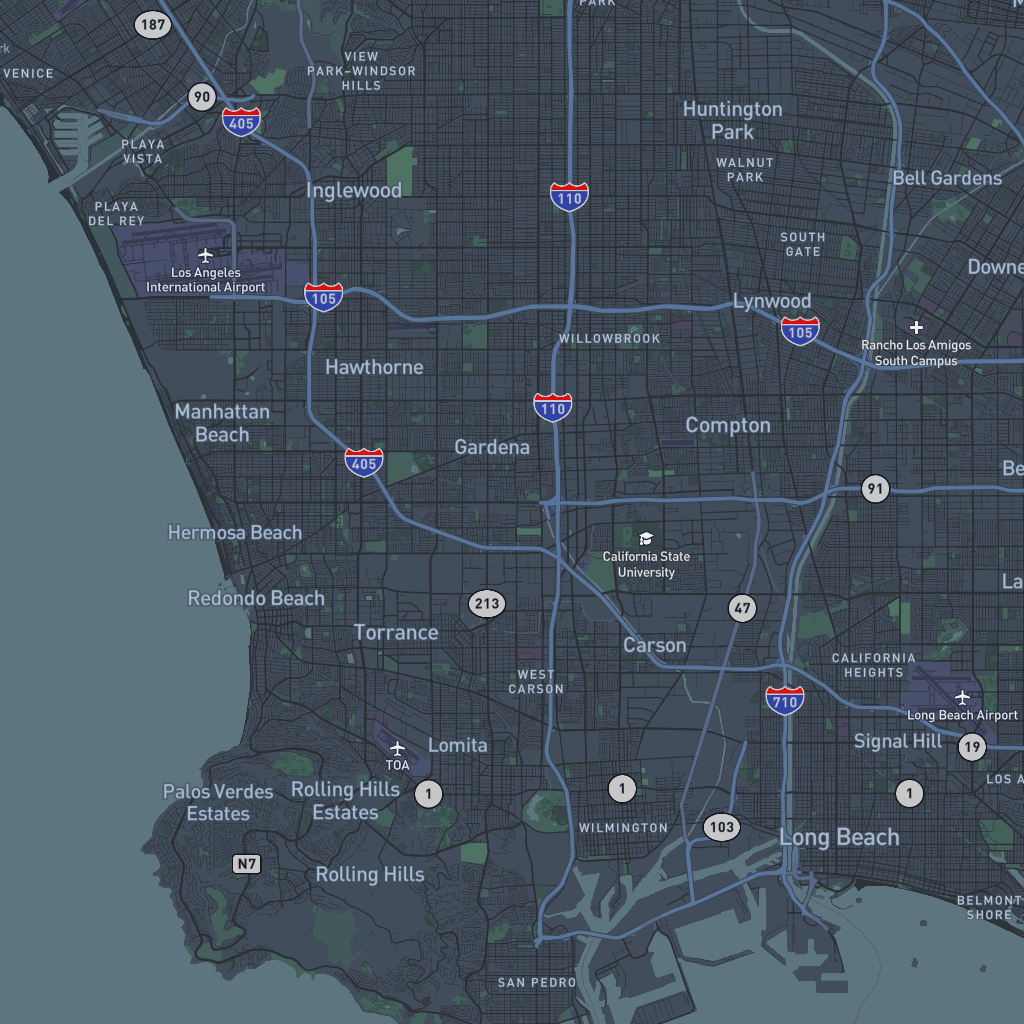 PARK
187
VIEW
PARK–WINDSOR
HILLS
VENICE
90
405
Huntington
Park
PLAYA
VISTA
WALNUT
PARK
Bell Gardens
Inglewood
110
PLAYA
DEL REY
SOUTH
GATE
Los Angeles
International Airport
Downe
105
Lynwood
105
WILLOWBROOK
Rancho Los Amigos
South Campus
Hawthorne
Manhattan
Beach
110
Compton
Gardena
405
Be
91
Hermosa Beach
California State
University
La
Redondo Beach
213
47
Torrance
Carson
CALIFORNIA
HEIGHTS
WEST
CARSON
710
Long Beach Airport
Signal Hill
19
Lomita
TOA
LOS A
Palos Verdes
Estates
Rolling Hills
Estates
1
1
1
WILMINGTON
103
Long Beach
N7
Rolling Hills
BELMONT
SHORE
SAN PEDRO